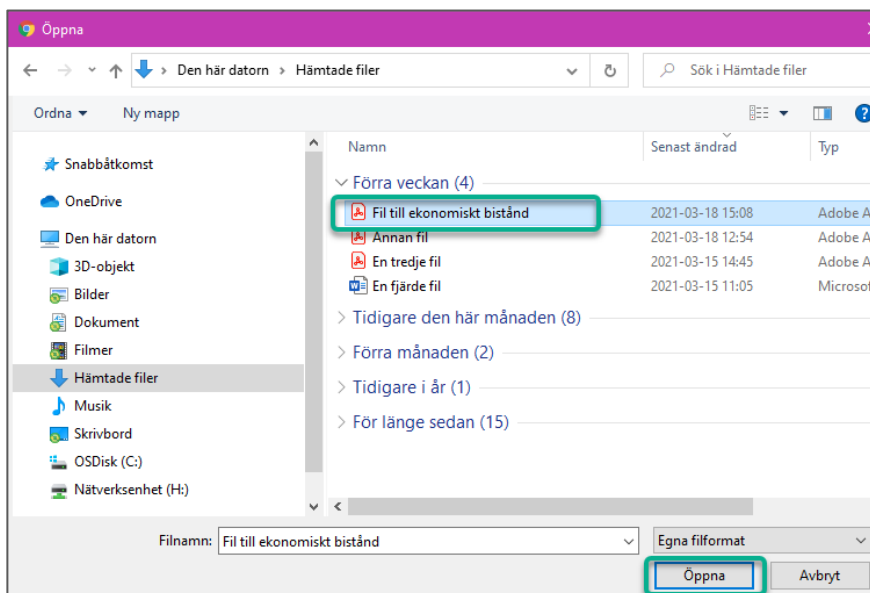 Öppna
Den här datorn › Hämtade filer
Sök i Hämtade filer
Ordna Ny mapp
Namn Senast ändrad Typ
Snabbåtkomst
OneDrive
Den här datorn
3D-objekt
Bilder
Dokument
Filmer
Hämtade filer
Musik
Skrivbord
OSDisk (C:)
Nätverksenhet (H:)
Förra veckan (4)
Fil till ekonomiskt bistånd 2021-03-18 15:08 Adobe A
Annan fil 2021-03-18 12:54 Adobe A
En tredje fil 2021-03-15 14:45 Adobe A
En fjärde fil 2021-03-15 11:05 Microsof
Tidigare den här månaden (8)
Förra månaden (2)
Tidigare i år (1)
För länge sedan (15)
Filnamn: Fil till ekonomiskt bistånd Egna filformat
Öppna Avbryt